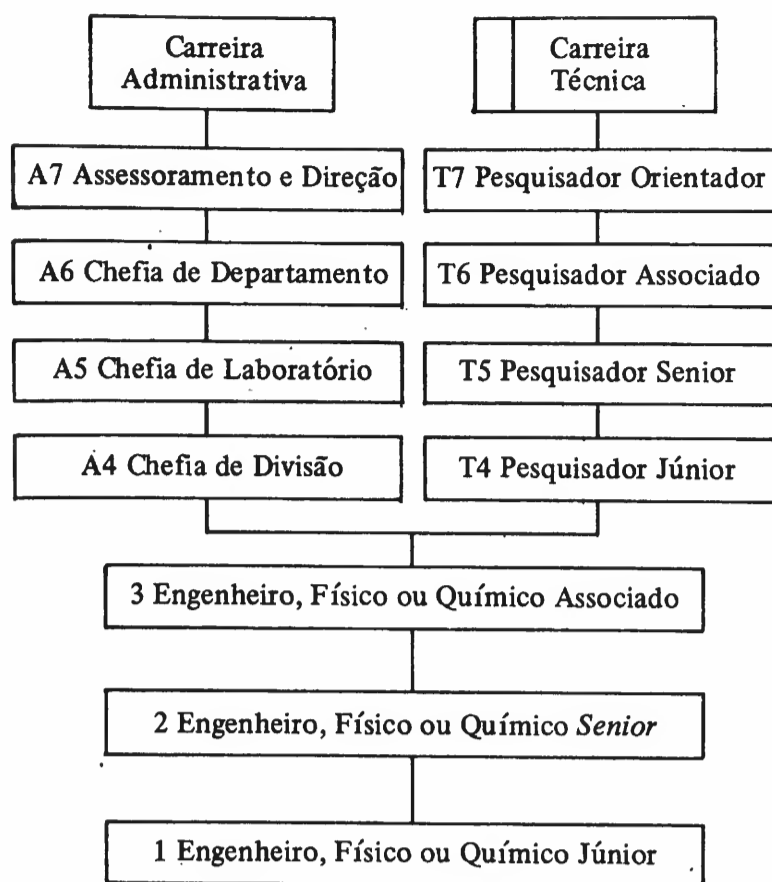 Carreira
Administrativa
Carreira
Técnica
A7 Assessoramento e Direção
T7 Pesquisador Orientador
A6 Chefia de Departamento
T6 Pesquisador Associado
A5 Chefia de Laboratório
T5 Pesquisador Senior
A4 Chefia de Divisão
T4 Pesquisador Júnior
3 Engenheiro, Físico ou Químico Associado
2 Engenheiro, Físico ou Químico Senior
1 Engenheiro, Físico ou Químico Júnior